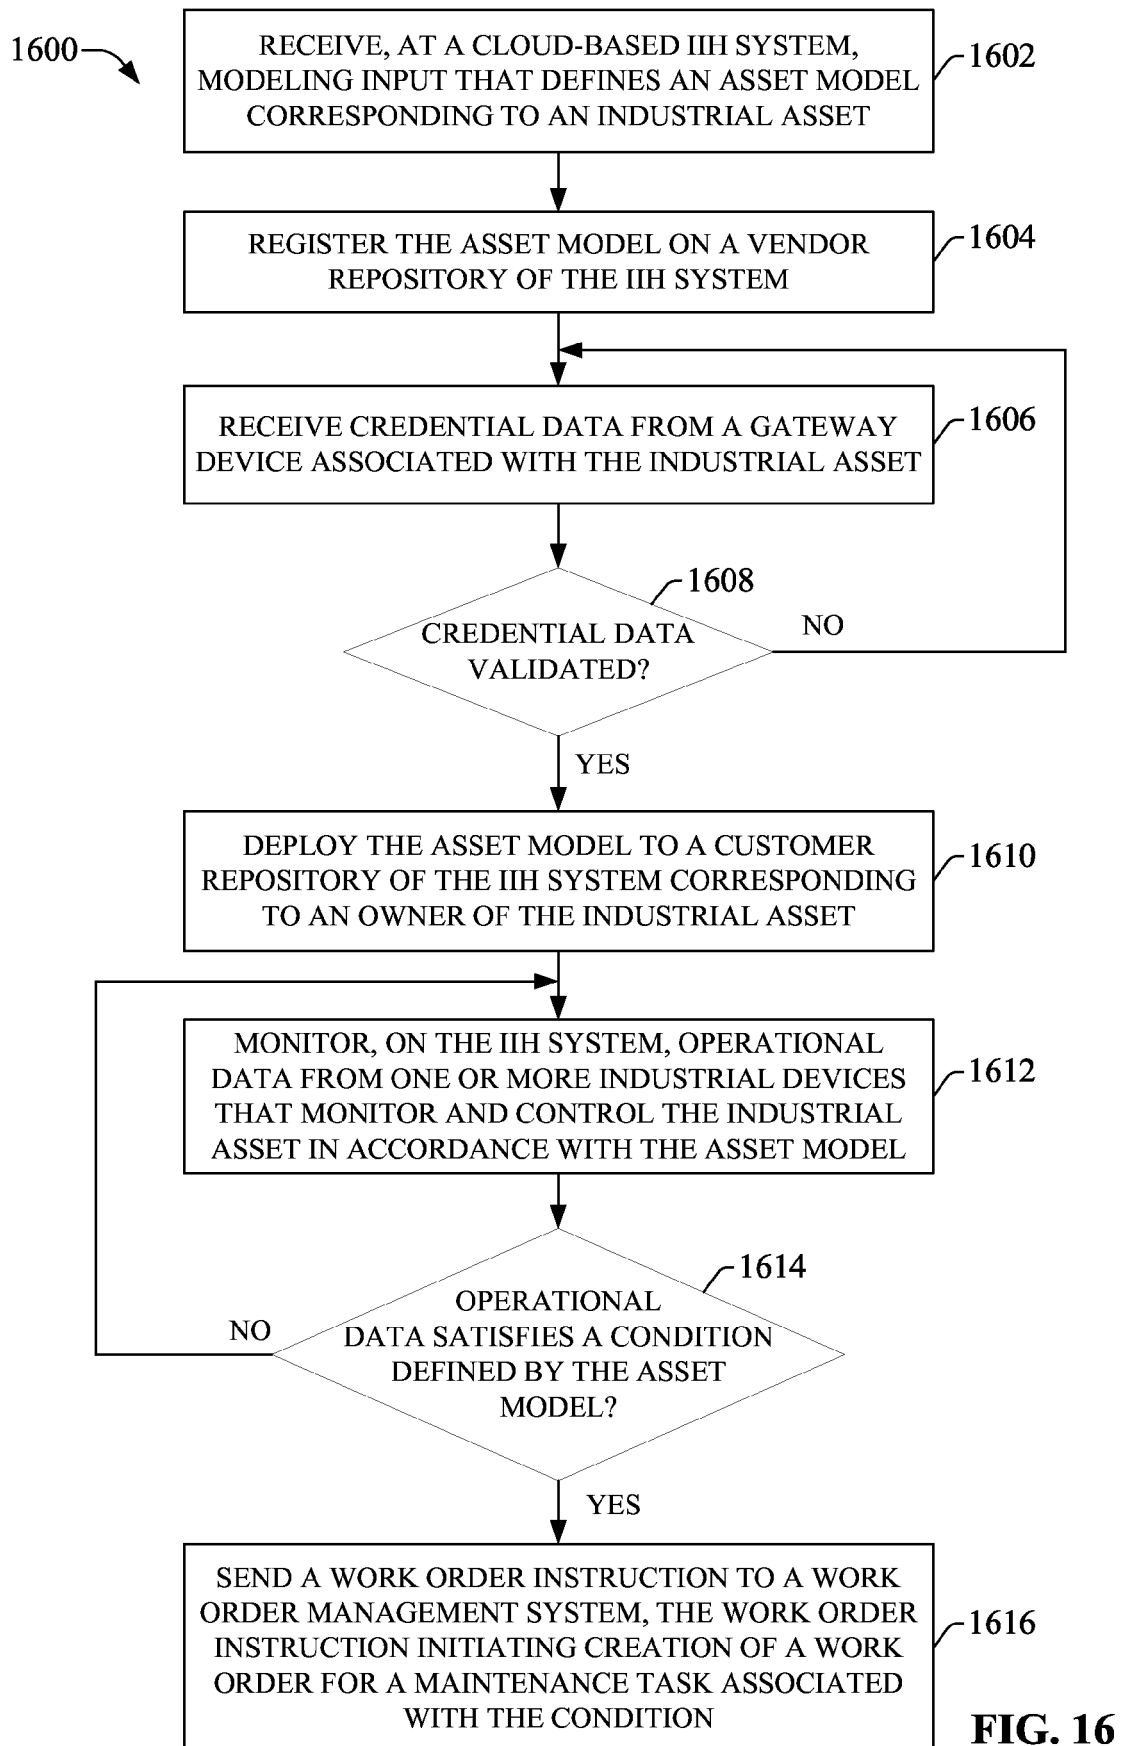 1600
RECEIVE, AT A CLOUD-BASED IIH SYSTEM,
MODELING INPUT THAT DEFINES AN ASSET MODEL
CORRESPONDING TO AN INDUSTRIAL ASSET
1602
REGISTER THE ASSET MODEL ON A VENDOR
REPOSITORY OF THE IIH SYSTEM
1604
RECEIVE CREDENTIAL DATA FROM A GATEWAY
DEVICE ASSOCIATED WITH THE INDUSTRIAL ASSET
1606
1608
CREDENTIAL DATA
VALIDATED?
NO
YES
DEPLOY THE ASSET MODEL TO A CUSTOMER
REPOSITORY OF THE IIH SYSTEM CORRESPONDING
TO AN OWNER OF THE INDUSTRIAL ASSET
1610
MONITOR, ON THE IIH SYSTEM, OPERATIONAL
DATA FROM ONE OR MORE INDUSTRIAL DEVICES
THAT MONITOR AND CONTROL THE INDUSTRIAL
ASSET IN ACCORDANCE WITH THE ASSET MODEL
1612
1614
OPERATIONAL
DATA SATISFIES A CONDITION
DEFINED BY THE ASSET
MODEL?
NO
YES
SEND A WORK ORDER INSTRUCTION TO A WORK
ORDER MANAGEMENT SYSTEM, THE WORK ORDER
INSTRUCTION INITIATING CREATION OF A WORK
ORDER FOR A MAINTENANCE TASK ASSOCIATED
WITH THE CONDITION
1616
FIG. 16